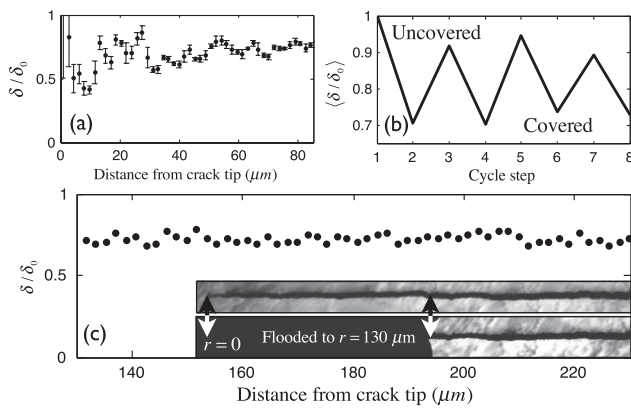 1
0.5
0
δ / δ₀
(a)
0 20 40 60 80
Distance from crack tip (μm)
1
0.9
0.8
0.7
⟨δ / δ₀⟩
Uncovered
(b)
Covered
1 2 3 4 5 6 7 8
Cycle step
1
0.5
0
δ / δ₀
(c)
r = 0
Flooded to r = 130 μm
140 160 180 200 220
Distance from crack tip (μm)